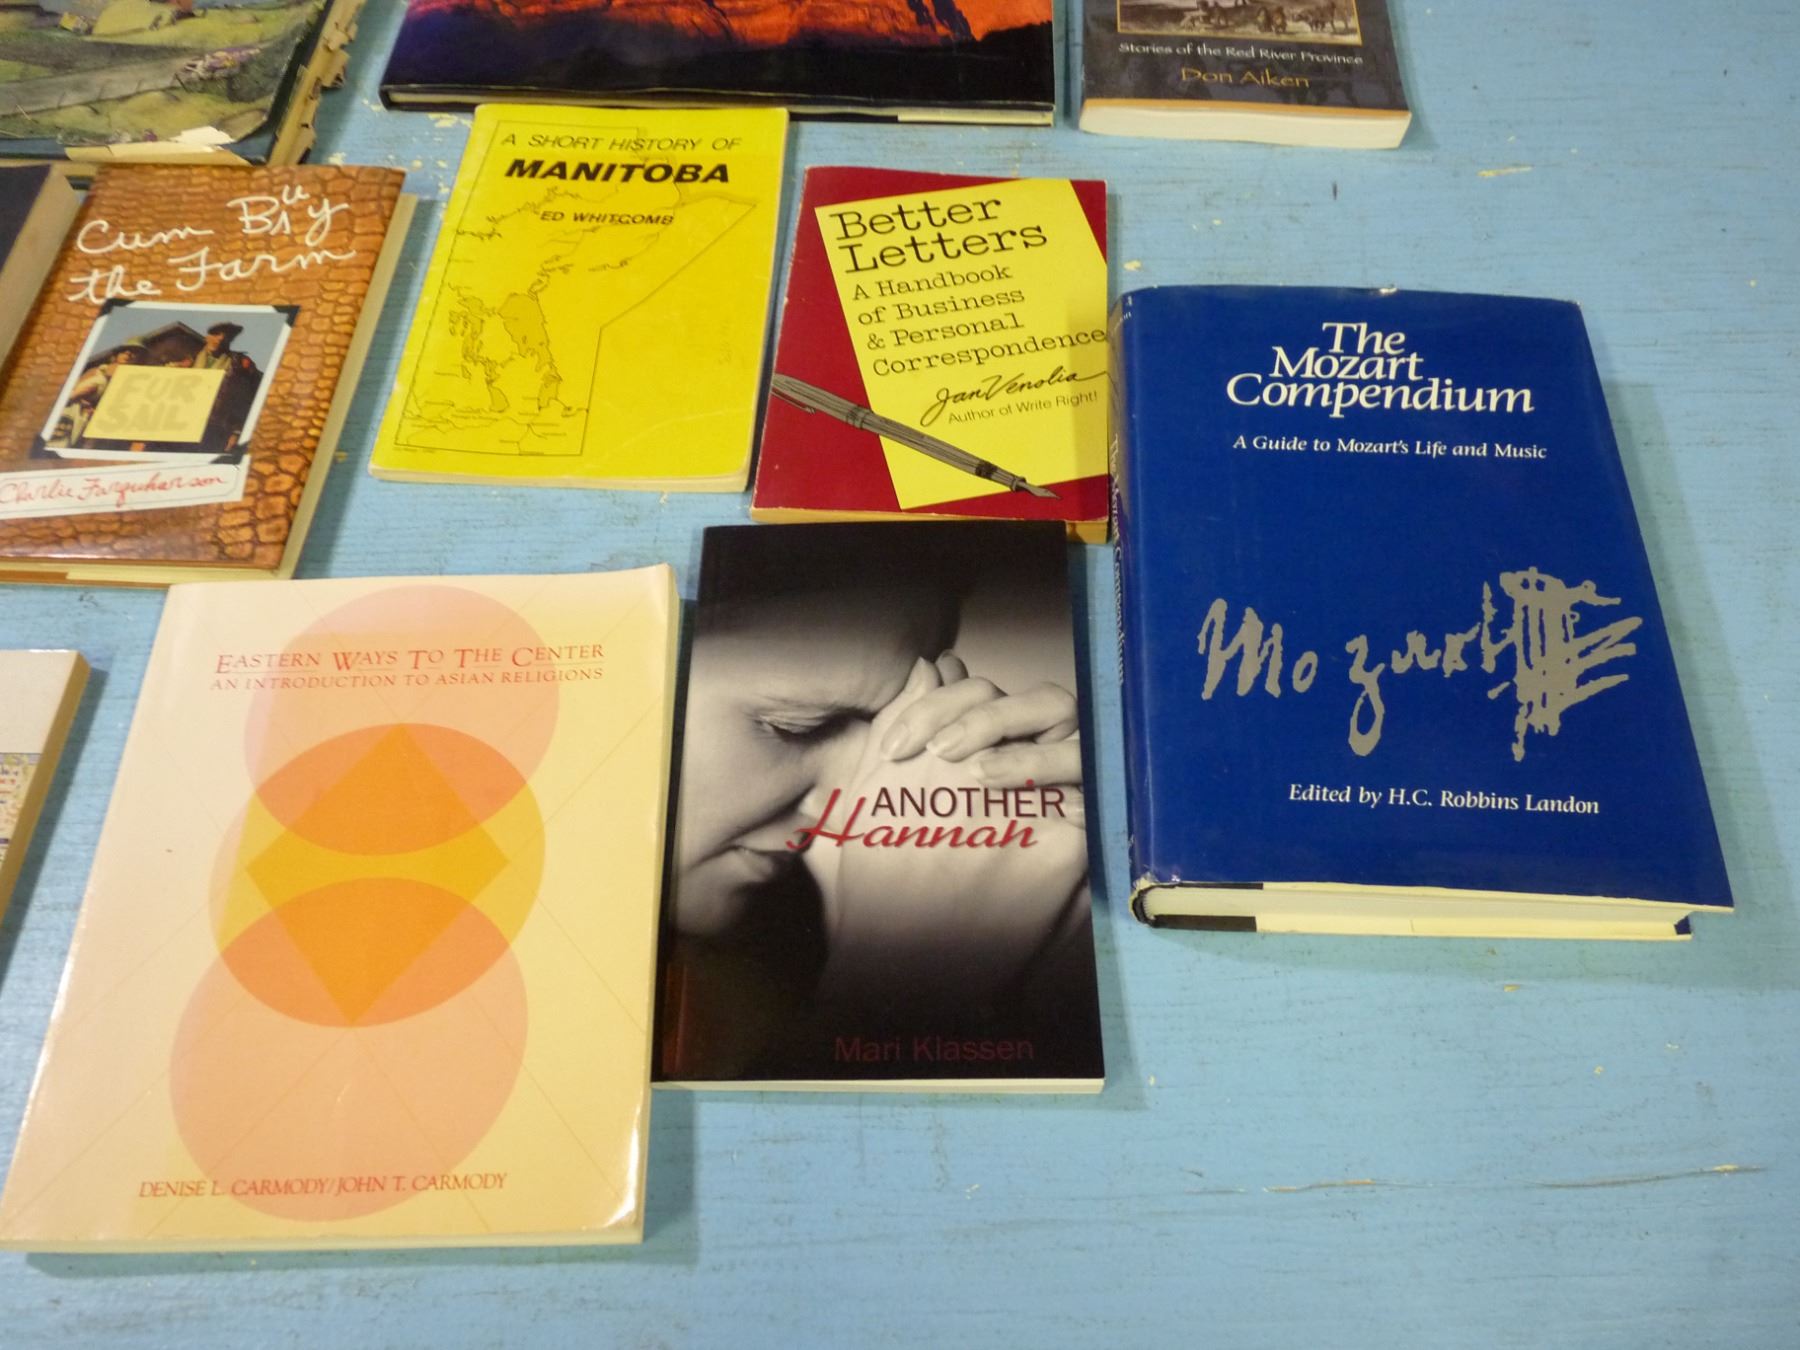 Stories of the Red River Province
Don Aiken
A SHORT HISTORY OF
MANITOBA
ED WHITCOMB
Cum Buy
the Farm
FUR
SAIL
Charlie Farquharson
Better
Letters
A Handbook
of Business
& Personal
Correspondence
Jan Venolia
Author of Write Right!
The
Mozart
Compendium
A Guide to Mozart's Life and Music
Mozart
Edited by H.C. Robbins Landon
The Mozart Compendium
EASTERN WAYS TO THE CENTER
AN INTRODUCTION TO ASIAN RELIGIONS
DENISE L. CARMODY/JOHN T. CARMODY
ANOTHER
Hannah
Mari Klassen